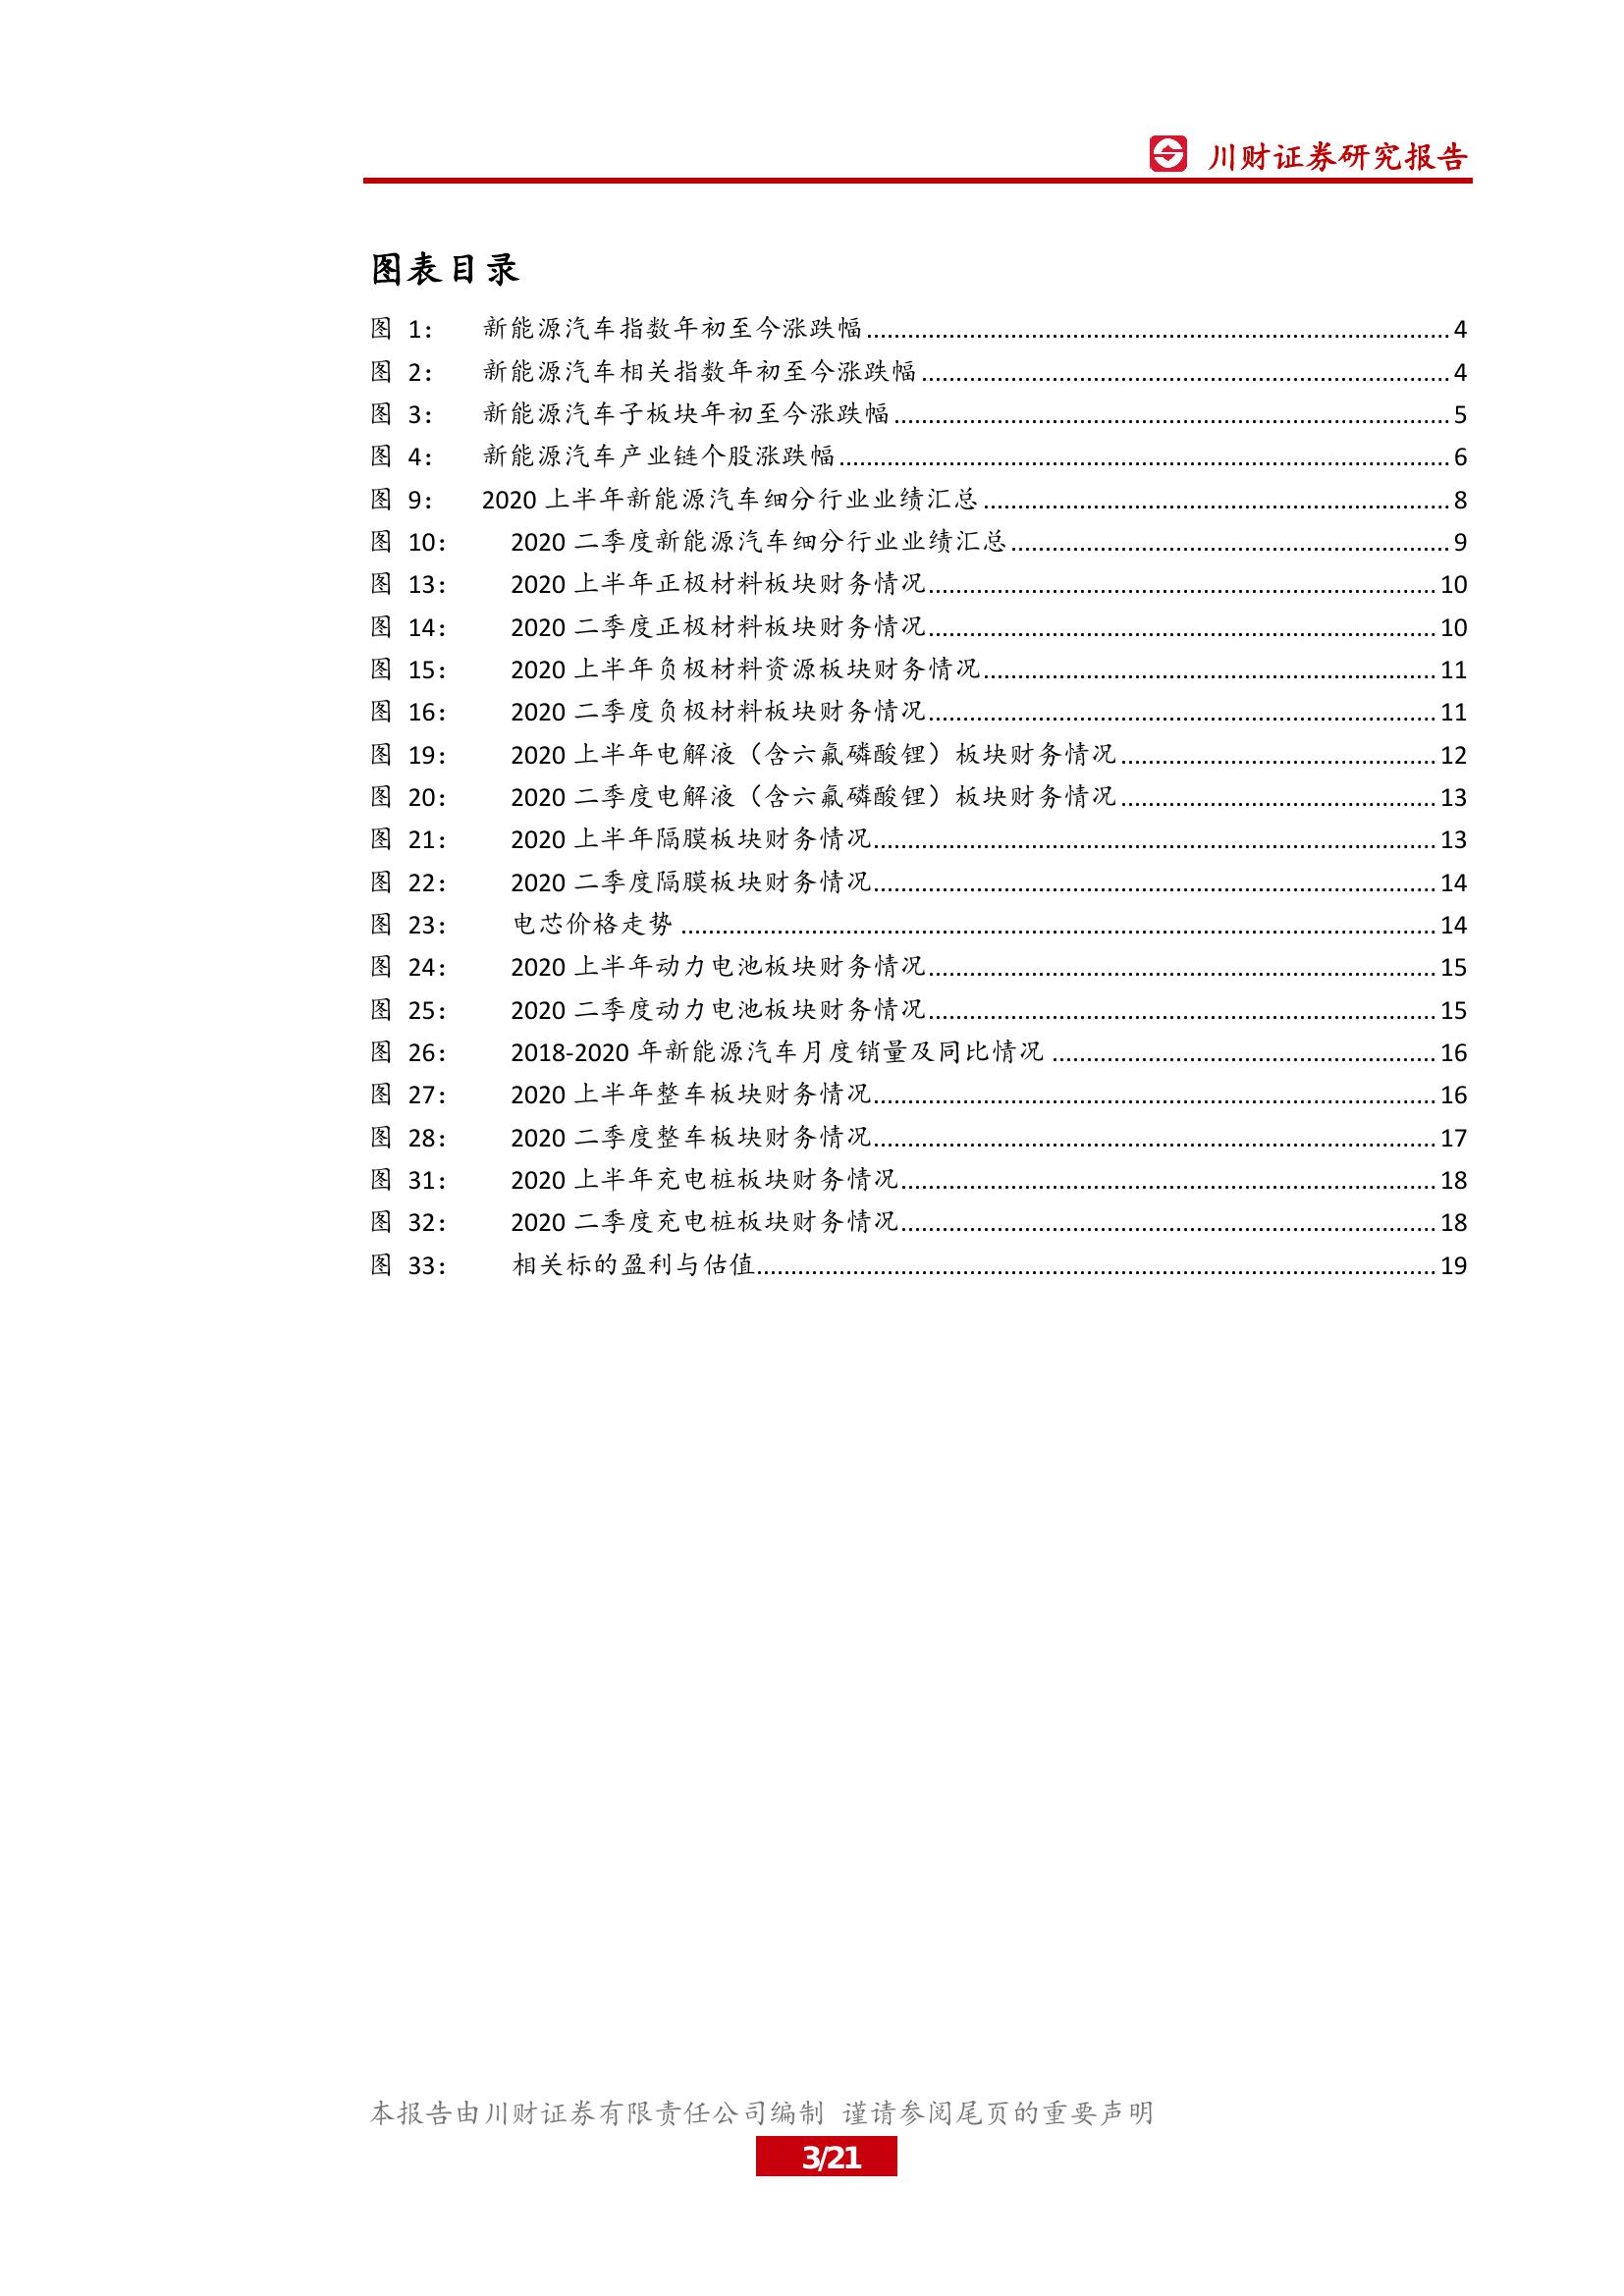 川财证券研究报告
图表目录
图 1： 新能源汽车指数年初至今涨跌幅 4
图 2： 新能源汽车相关指数年初至今涨跌幅 4
图 3： 新能源汽车子板块年初至今涨跌幅 5
图 4： 新能源汽车产业链个股涨跌幅 6
图 9： 2020 上半年新能源汽车细分行业业绩汇总 8
图 10： 2020 二季度新能源汽车细分行业业绩汇总 9
图 13： 2020 上半年正极材料板块财务情况 10
图 14： 2020 二季度正极材料板块财务情况 10
图 15： 2020 上半年负极材料资源板块财务情况 11
图 16： 2020 二季度负极材料板块财务情况 11
图 19： 2020 上半年电解液（含六氟磷酸锂）板块财务情况 12
图 20： 2020 二季度电解液（含六氟磷酸锂）板块财务情况 13
图 21： 2020 上半年隔膜板块财务情况 13
图 22： 2020 二季度隔膜板块财务情况 14
图 23： 电芯价格走势 14
图 24： 2020 上半年动力电池板块财务情况 15
图 25： 2020 二季度动力电池板块财务情况 15
图 26： 2018-2020 年新能源汽车月度销量及同比情况 16
图 27： 2020 上半年整车板块财务情况 16
图 28： 2020 二季度整车板块财务情况 17
图 31： 2020 上半年充电桩板块财务情况 18
图 32： 2020 二季度充电桩板块财务情况 18
图 33： 相关标的盈利与估值 19
本报告由川财证券有限责任公司编制 谨请参阅尾页的重要声明
3/21